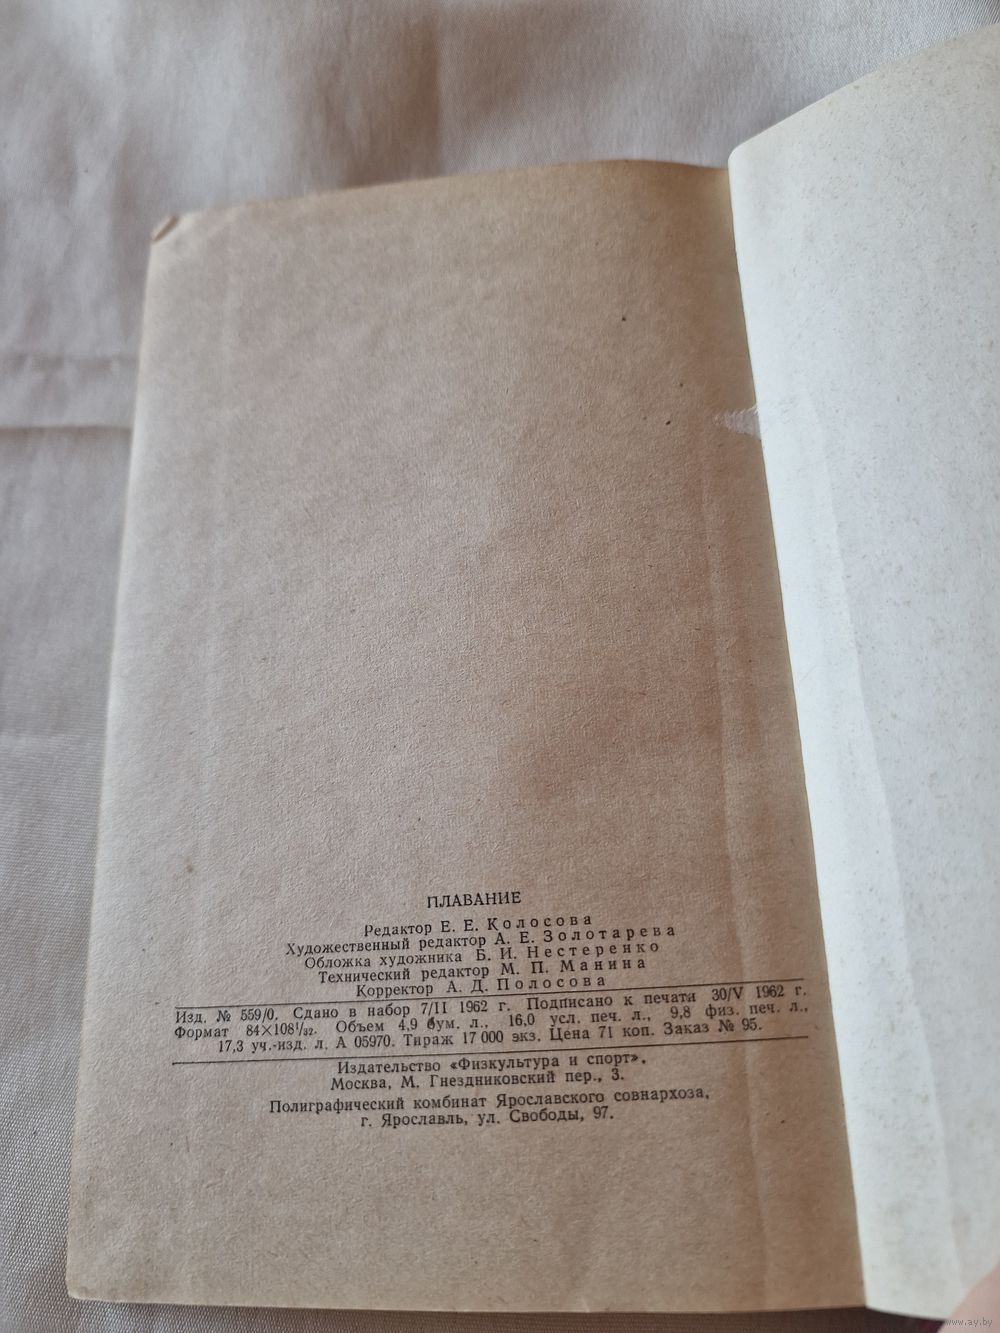 ПЛАВАНИЕ
Редактор Е. Е. Колосова
Художественный редактор А. Е. Золотарева
Обложка художника Б. И. Нестеренко
Технический редактор М. П. Манина
Корректор А. Д. Полосова
Изд. № 559/0. Сдано в набор 7/II 1962 г. Подписано к печати 30/V 1962 г.
Формат 84×108¹/₃₂. Объем 4,9 бум. л., 16,0 усл. печ. л., 9,8 физ. печ. л.,
17,3 уч.-изд. л. А 05970. Тираж 17 000 экз. Цена 71 коп. Заказ № 95.
Издательство «Физкультура и спорт».
Москва, М. Гнездниковский пер., 3.
Полиграфический комбинат Ярославского совнархоза,
г. Ярославль, ул. Свободы, 97.
www.ay.by